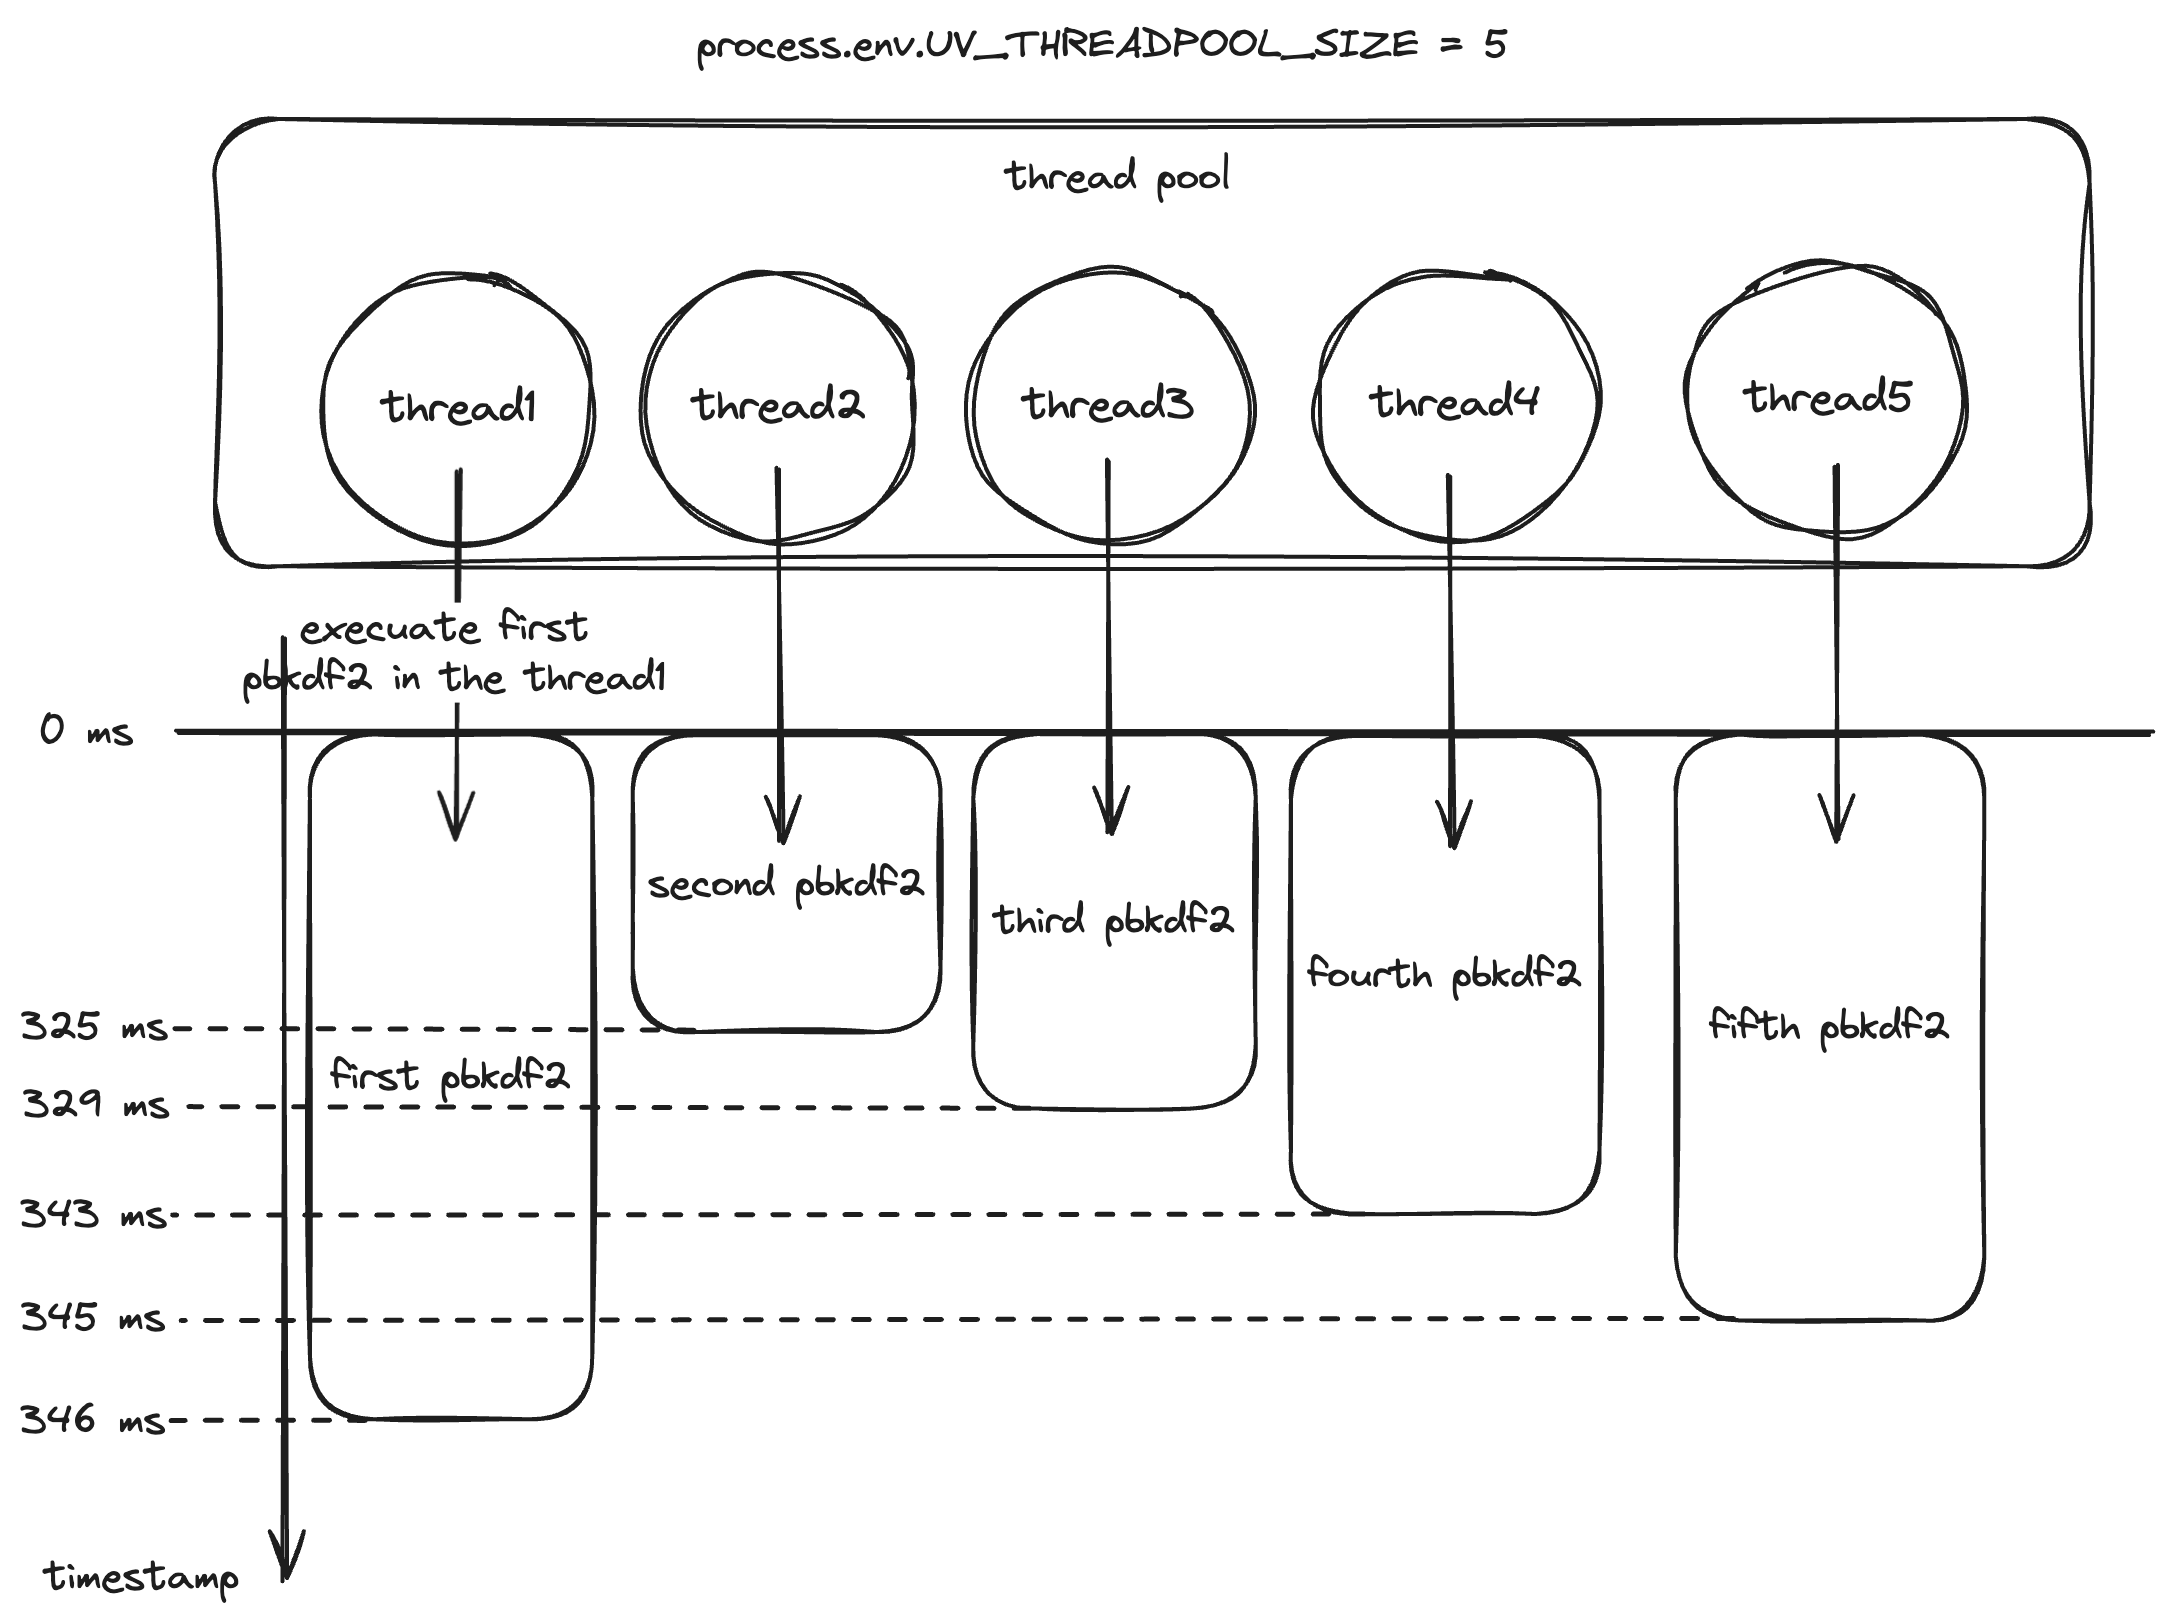 process.env.UV_THREADPOOL_SIZE = 5
thread pool
thread1
thread2
thread3
thread4
thread5
execuate first
pbkdf2 in the thread1
0 ms
second pbkdf2
third pbkdf2
fourth pbkdf2
fifth pbkdf2
325 ms
first pbkdf2
329 ms
343 ms
345 ms
346 ms
timestamp